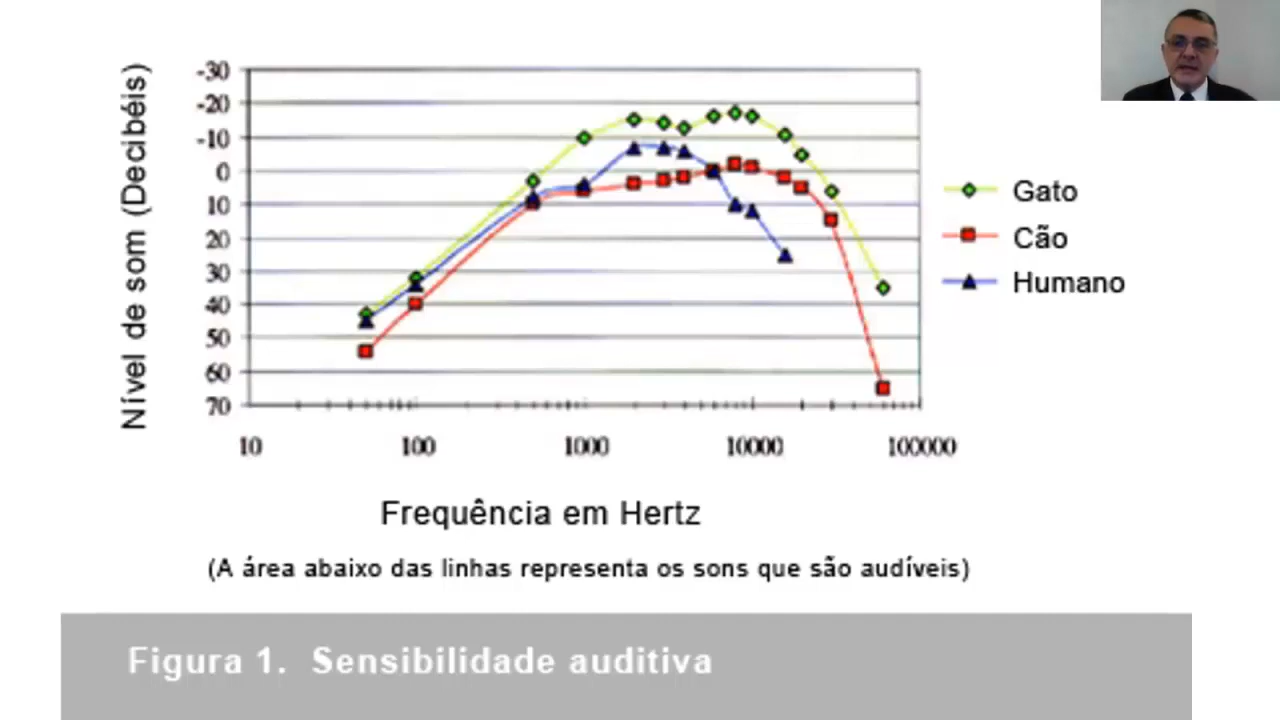 Nível de som (Decibéis)
-30
-20
-10
0
10
20
30
40
50
60
70
10 100 1000 10000 100000
Gato
Cão
Humano
Frequência em Hertz
(A área abaixo das linhas representa os sons que são audíveis)
Figura 1. Sensibilidade auditiva